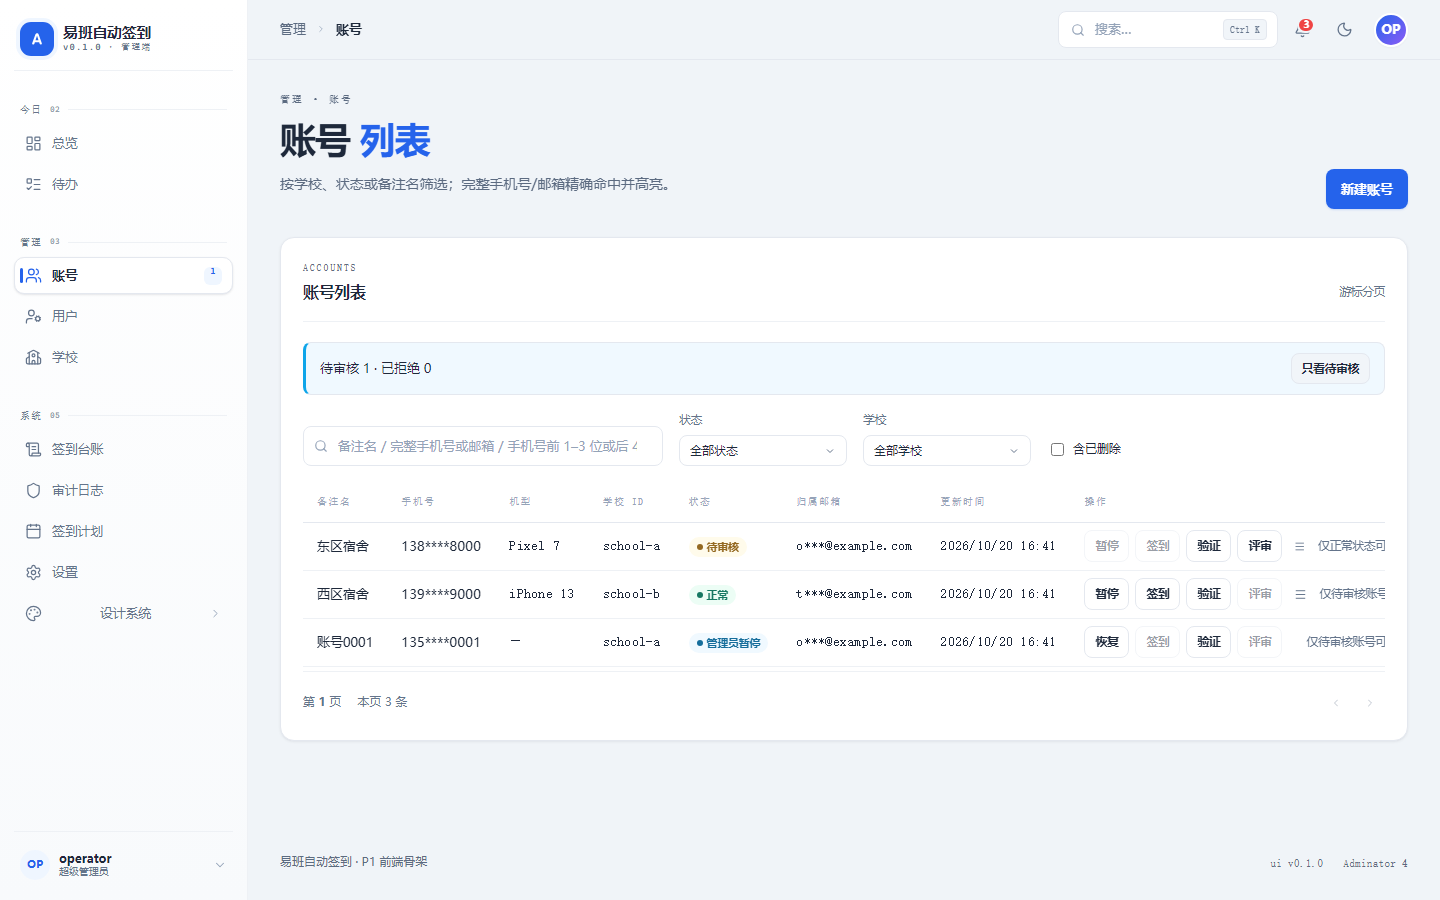 A
易班自动签到
v0.1.0 · 管理端
今日 02
总览
待办
管理 03
账号 1
用户
学校
系统 05
签到台账
审计日志
签到计划
设置
设计系统
OP
operator
超级管理员
管理 › 账号
搜索... Ctrl K
3
OP
管理 · 账号
账号 列表
按学校、状态或备注名筛选；完整手机号/邮箱精确命中并高亮。
新建账号
ACCOUNTS
账号列表
游标分页
待审核 1 · 已拒绝 0
只看待审核
状态 学校
备注名 / 完整手机号或邮箱 / 手机号前 1–3 位或后 4 全部状态 全部学校 含已删除
备注名 手机号 机型 学校 ID 状态 归属邮箱 更新时间 操作
东区宿舍 138****8000 Pixel 7 school-a 待审核 o***@example.com 2026/10/20 16:41 暂停 签到 验证 评审 仅正常状态可
西区宿舍 139****9000 iPhone 13 school-b 正常 t***@example.com 2026/10/20 16:41 暂停 签到 验证 评审 仅待审核账号
账号0001 135****0001 — school-a 管理员暂停 o***@example.com 2026/10/20 16:41 恢复 签到 验证 评审 仅待审核账号可
第 1 页 本页 3 条
易班自动签到 · P1 前端骨架
ui v0.1.0 Adminator 4